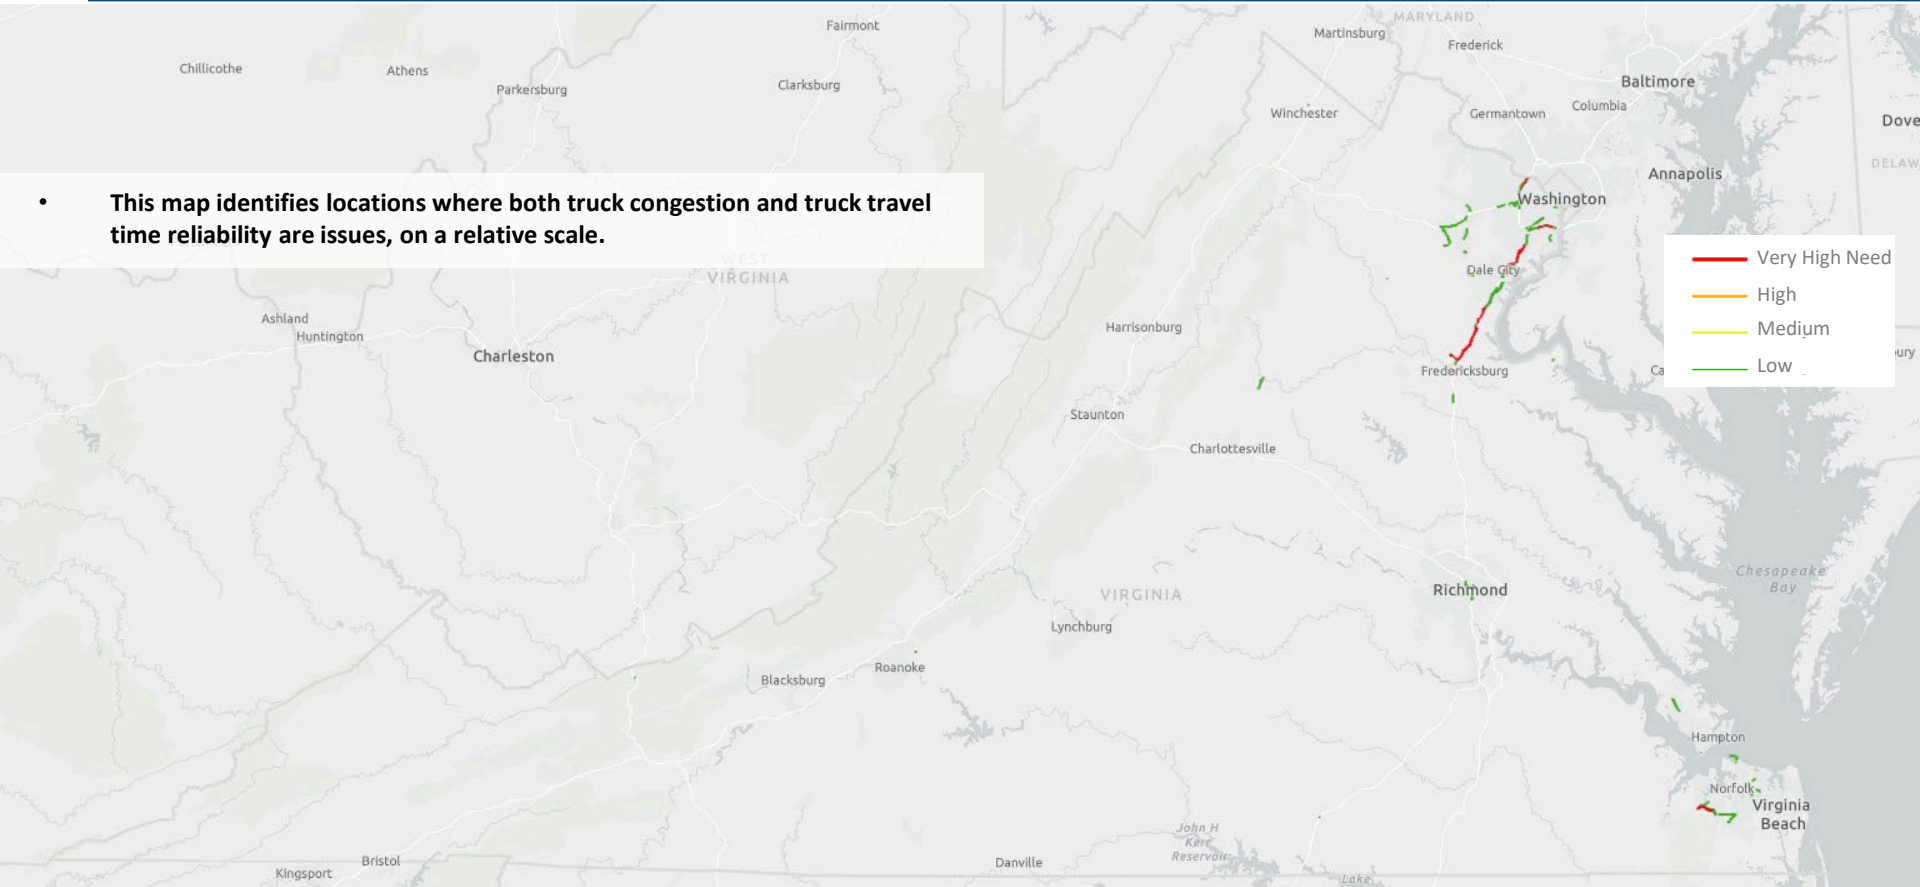 MARYLAND
Fairmont
Martinsburg
Frederick
Chillicothe
Athens
Parkersburg
Clarksburg
Baltimore
Winchester
Germantown
Columbia
Dove
DELAW
Annapolis
Washington
• This map identifies locations where both truck congestion and truck travel
time reliability are issues, on a relative scale.
WEST
VIRGINIA
Very High Need
High
Medium
Low
Dale City
Ashland
Huntington
Harrisonburg
Charleston
Fredericksburg
Ca
ury
Staunton
Charlottesville
Chesapeake
Bay
Richmond
VIRGINIA
Lynchburg
Roanoke
Blacksburg
Hampton
Norfolk
Virginia
Beach
John H
Kerr
Reservoir
Bristol
Kingsport
Danville
Lake